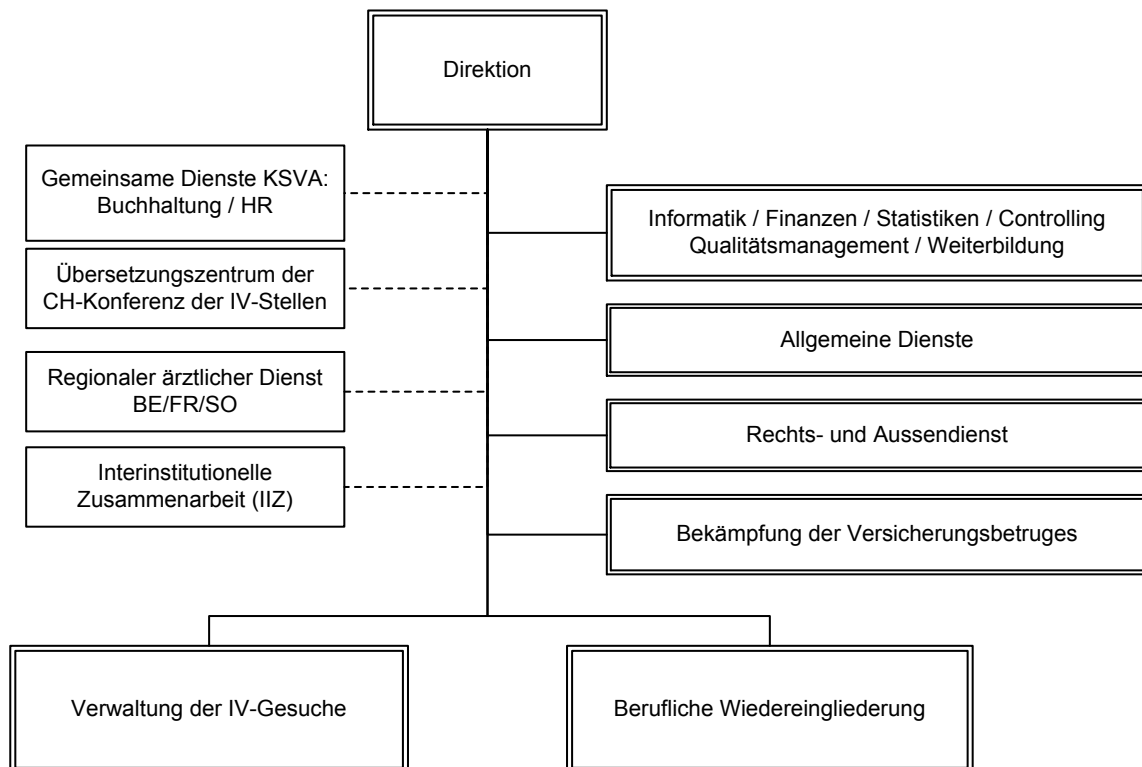 Direktion
Gemeinsame Dienste KSVA:
Buchhaltung / HR
Übersetzungszentrum der
CH-Konferenz der IV-Stellen
Regionaler ärztlicher Dienst
BE/FR/SO
Interinstitutionelle
Zusammenarbeit (IIZ)
Informatik / Finanzen / Statistiken / Controlling
Qualitätsmanagement / Weiterbildung
Allgemeine Dienste
Rechts- und Aussendienst
Bekämpfung der Versicherungsbetruges
Verwaltung der IV-Gesuche
Berufliche Wiedereingliederung